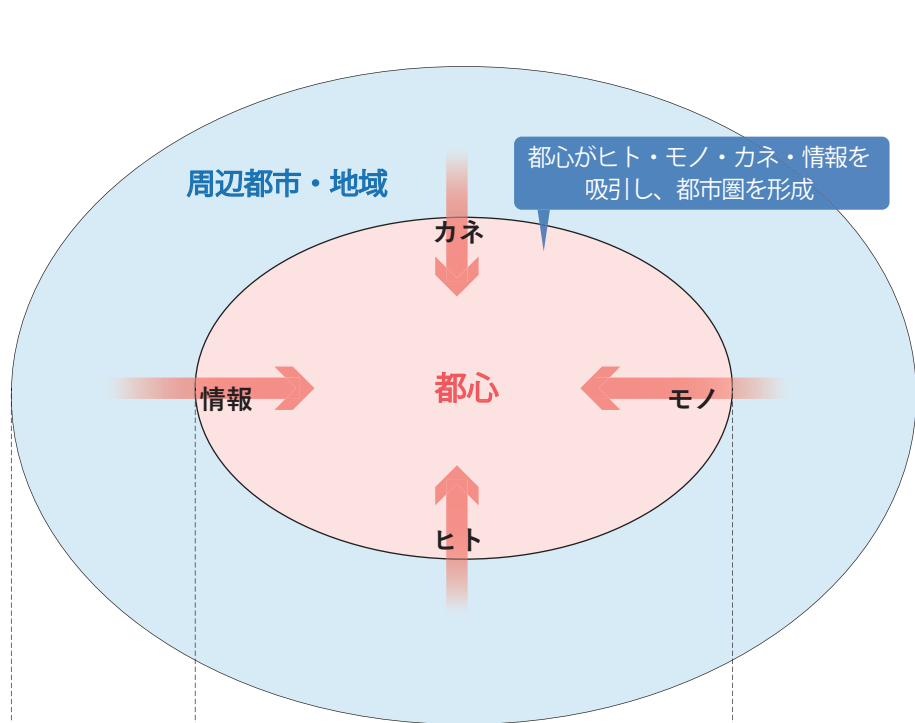 都心がヒト・モノ・カネ・情報を
吸引し、都市圏を形成
周辺都市・地域
カネ
都心
情報
モノ
ヒト